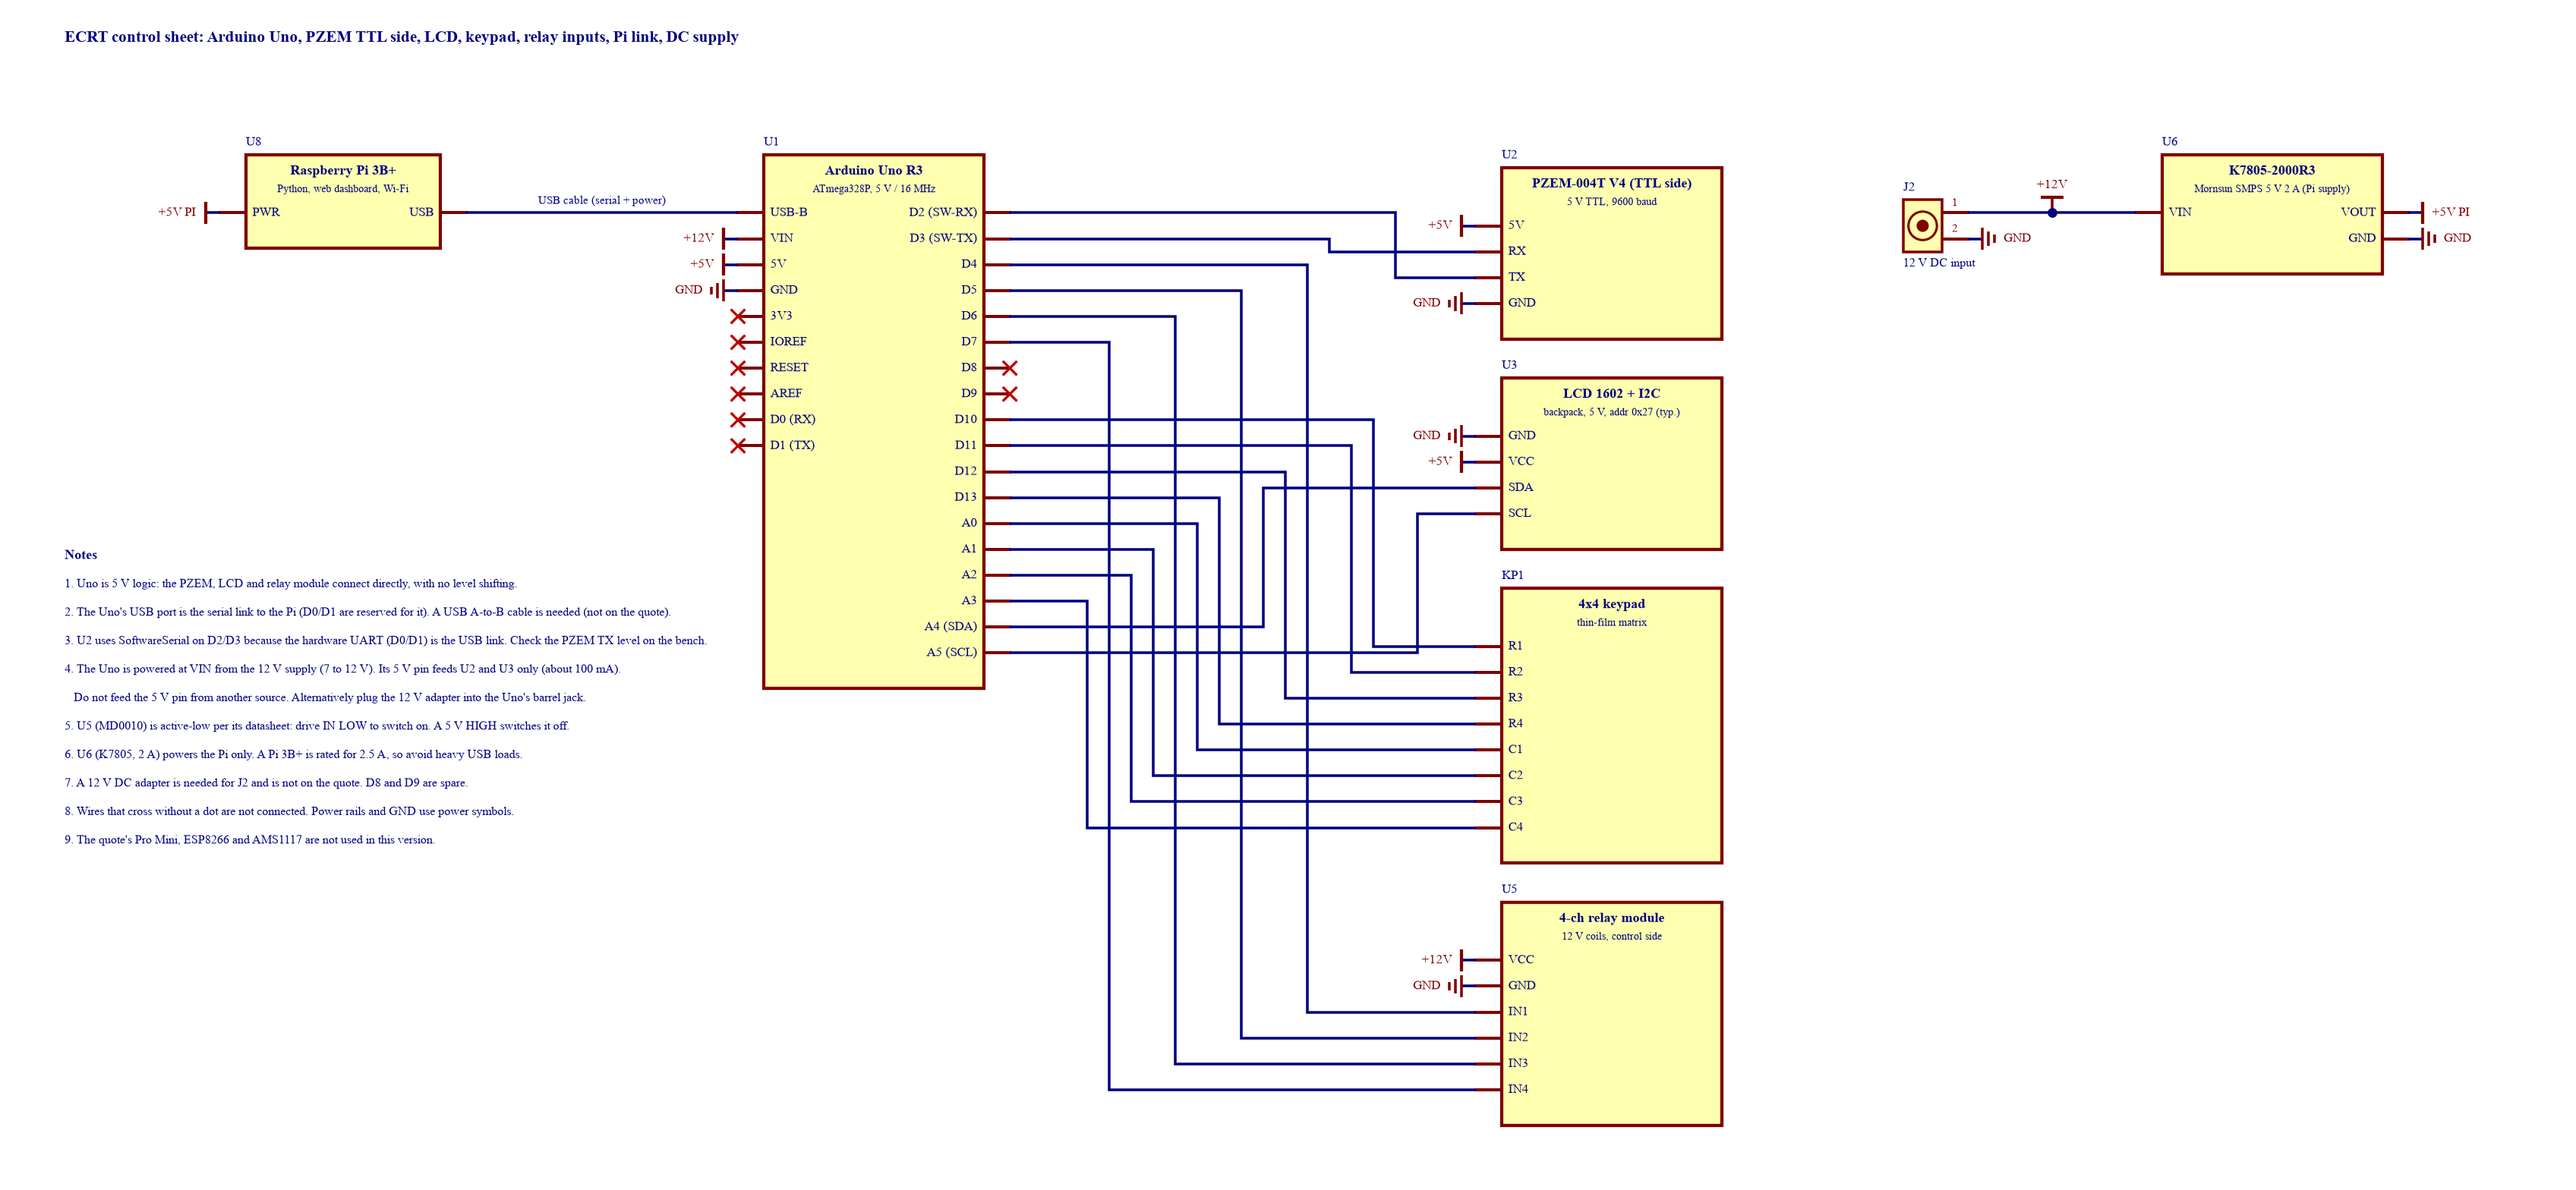 ECRT control sheet: Arduino Uno, PZEM TTL side, LCD, keypad, relay inputs, Pi link, DC supply
U8
Raspberry Pi 3B+
Python, web dashboard, Wi-Fi
+5V PI
PWR
USB
USB cable (serial + power)
U1
Arduino Uno R3
ATmega328P, 5 V / 16 MHz
USB-B
+12V
VIN
+5V
5V
GND
GND
3V3
IOREF
RESET
AREF
D0 (RX)
D1 (TX)
D2 (SW-RX)
D3 (SW-TX)
D4
D5
D6
D7
D8
D9
D10
D11
D12
D13
A0
A1
A2
A3
A4 (SDA)
A5 (SCL)
U2
PZEM-004T V4 (TTL side)
5 V TTL, 9600 baud
+5V
5V
RX
TX
GND
GND
U3
LCD 1602 + I2C
backpack, 5 V, addr 0x27 (typ.)
GND
GND
+5V
VCC
SDA
SCL
KP1
4x4 keypad
thin-film matrix
R1
R2
R3
R4
C1
C2
C3
C4
U5
4-ch relay module
12 V coils, control side
+12V
VCC
GND
GND
IN1
IN2
IN3
IN4
J2
1
2
GND
12 V DC input
+12V
U6
K7805-2000R3
Mornsun SMPS 5 V 2 A (Pi supply)
VIN
VOUT
+5V PI
GND
GND
Notes
1. Uno is 5 V logic: the PZEM, LCD and relay module connect directly, with no level shifting.
2. The Uno's USB port is the serial link to the Pi (D0/D1 are reserved for it). A USB A-to-B cable is needed (not on the quote).
3. U2 uses SoftwareSerial on D2/D3 because the hardware UART (D0/D1) is the USB link. Check the PZEM TX level on the bench.
4. The Uno is powered at VIN from the 12 V supply (7 to 12 V). Its 5 V pin feeds U2 and U3 only (about 100 mA).
Do not feed the 5 V pin from another source. Alternatively plug the 12 V adapter into the Uno's barrel jack.
5. U5 (MD0010) is active-low per its datasheet: drive IN LOW to switch on. A 5 V HIGH switches it off.
6. U6 (K7805, 2 A) powers the Pi only. A Pi 3B+ is rated for 2.5 A, so avoid heavy USB loads.
7. A 12 V DC adapter is needed for J2 and is not on the quote. D8 and D9 are spare.
8. Wires that cross without a dot are not connected. Power rails and GND use power symbols.
9. The quote's Pro Mini, ESP8266 and AMS1117 are not used in this version.